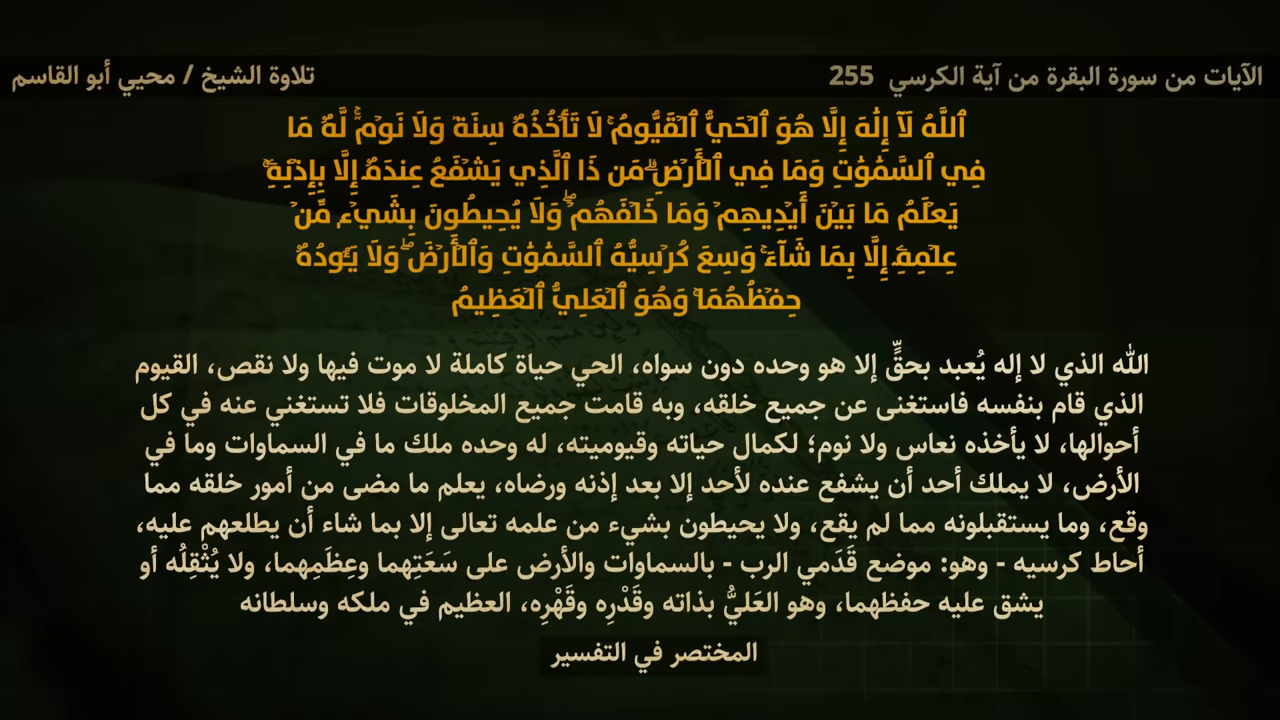 الآيات من سورة البقرة من آية الكرسي 255
تلاوة الشيخ / محيي أبو القاسم
ٱللَّهُ لَآ إِلَٰهَ إِلَّا هُوَ ٱلۡحَيُّ ٱلۡقَيُّومُۚ لَا تَأۡخُذُهُۥ سِنَةٞ وَلَا نَوۡمٞۚ لَّهُۥ مَا
فِي ٱلسَّمَٰوَٰتِ وَمَا فِي ٱلۡأَرۡضِۗ مَن ذَا ٱلَّذِي يَشۡفَعُ عِندَهُۥٓ إِلَّا بِإِذۡنِهِۦۚ
يَعۡلَمُ مَا بَيۡنَ أَيۡدِيهِمۡ وَمَا خَلۡفَهُمۡۖ وَلَا يُحِيطُونَ بِشَيۡءٖ مِّنۡ
عِلۡمِهِۦٓ إِلَّا بِمَا شَآءَۚ وَسِعَ كُرۡسِيُّهُ ٱلسَّمَٰوَٰتِ وَٱلۡأَرۡضَۖ وَلَا يَـُٔودُهُۥ
حِفۡظُهُمَاۚ وَهُوَ ٱلۡعَلِيُّ ٱلۡعَظِيمُ
الله الذي لا إله يُعبد بحقٍّ إلا هو وحده دون سواه، الحي حياة كاملة لا موت فيها ولا نقص، القيوم
الذي قام بنفسه فاستغنى عن جميع خلقه، وبه قامت جميع المخلوقات فلا تستغني عنه في كل
أحوالها، لا يأخذه نعاس ولا نوم؛ لكمال حياته وقيوميته، له وحده ملك ما في السماوات وما في
الأرض، لا يملك أحد أن يشفع عنده لأحد إلا بعد إذنه ورضاه، يعلم ما مضى من أمور خلقه مما
وقع، وما يستقبلونه مما لم يقع، ولا يحيطون بشيء من علمه تعالى إلا بما شاء أن يطلعهم عليه،
أحاط كرسيه - وهو: موضع قَدَمي الرب - بالسماوات والأرض على سَعَتِهما وعِظَمِهما، ولا يُثْقِلُه أو
يشق عليه حفظهما، وهو العَليُّ بذاته وقَدْرِه وقَهْرِه، العظيم في ملكه وسلطانه
المختصر في التفسير